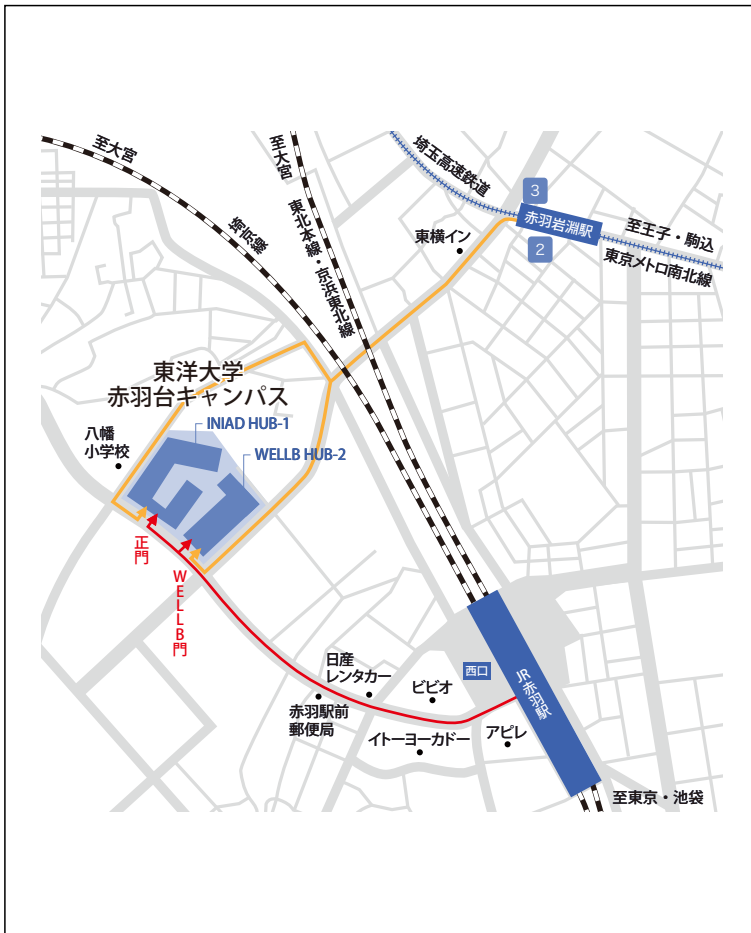 至大宮
至大宮
埼玉高速鉄道
3
埼京線
東北本線・京浜東北線
東横イン
赤羽岩淵駅
2
至王子・駒込
東京メトロ南北線
東洋大学
赤羽台キャンパス
INIAD HUB-1
八幡
小学校
WELLB HUB-2
正門
WELLB門
西口
JR赤羽駅
日産
レンタカー
ビビオ
赤羽駅前
郵便局
イトーヨーカドー
アピレ
至東京・池袋